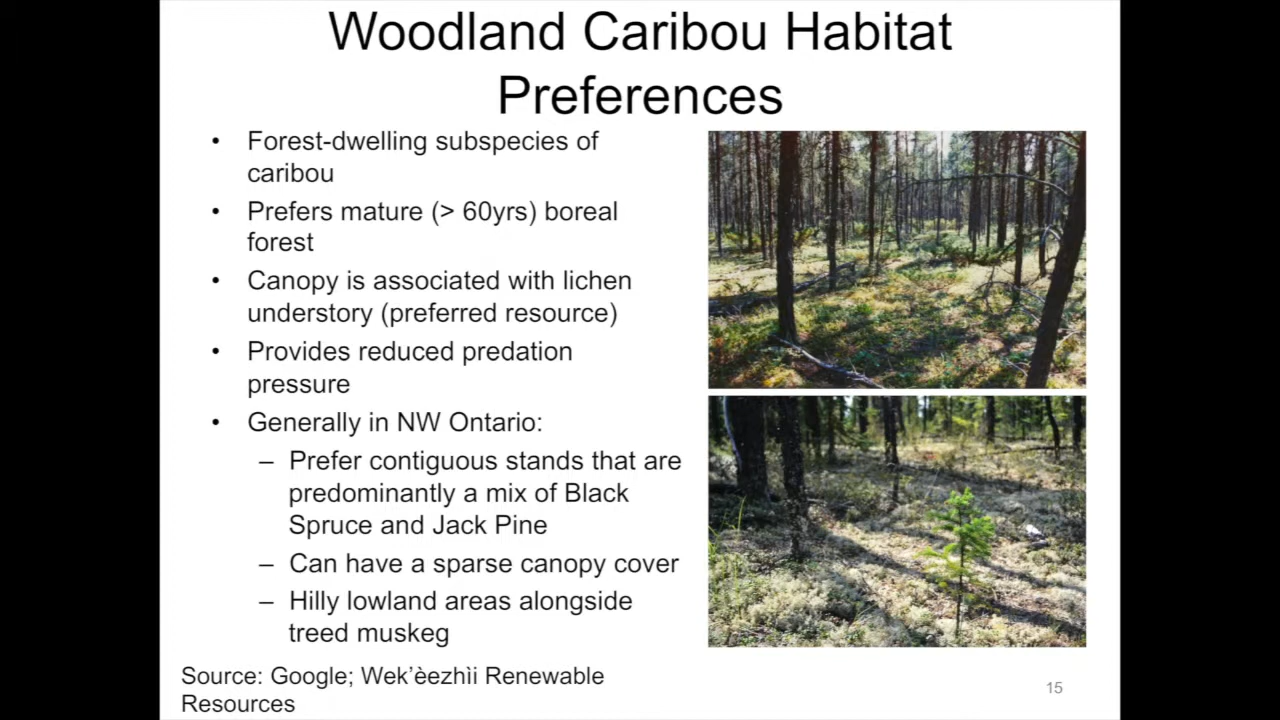 Woodland Caribou Habitat
Preferences
• Forest-dwelling subspecies of
caribou
• Prefers mature (> 60yrs) boreal
forest
• Canopy is associated with lichen
understory (preferred resource)
• Provides reduced predation
pressure
• Generally in NW Ontario:
– Prefer contiguous stands that are
predominantly a mix of Black
Spruce and Jack Pine
– Can have a sparse canopy cover
– Hilly lowland areas alongside
treed muskeg
Source: Google; Wek’èezhìi Renewable
Resources
15